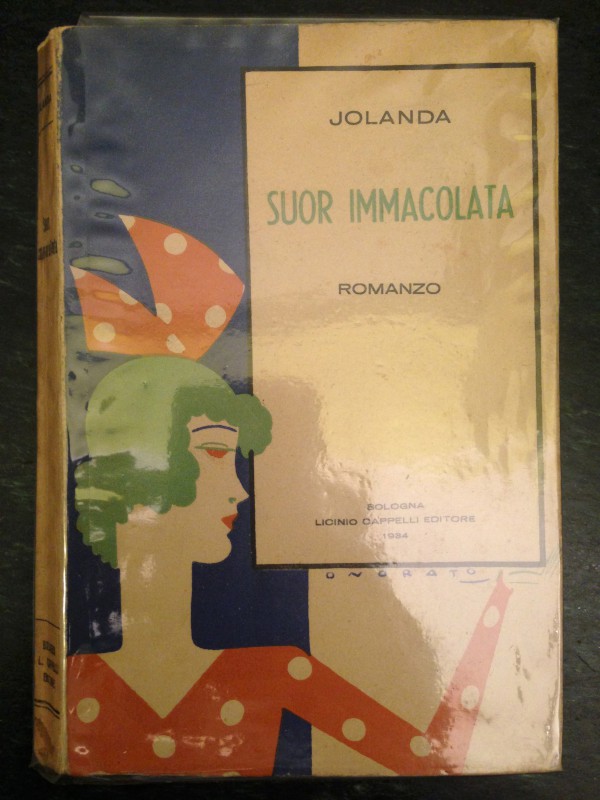 JOLANDA
SUOR IMMACOLATA
ROMANZO
BOLOGNA
LICINIO CAPPELLI EDITORE
1934
ONORATO